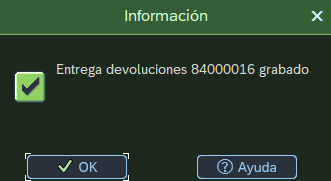 Información
Entrega devoluciones 84000016 grabado
OK
Ayuda